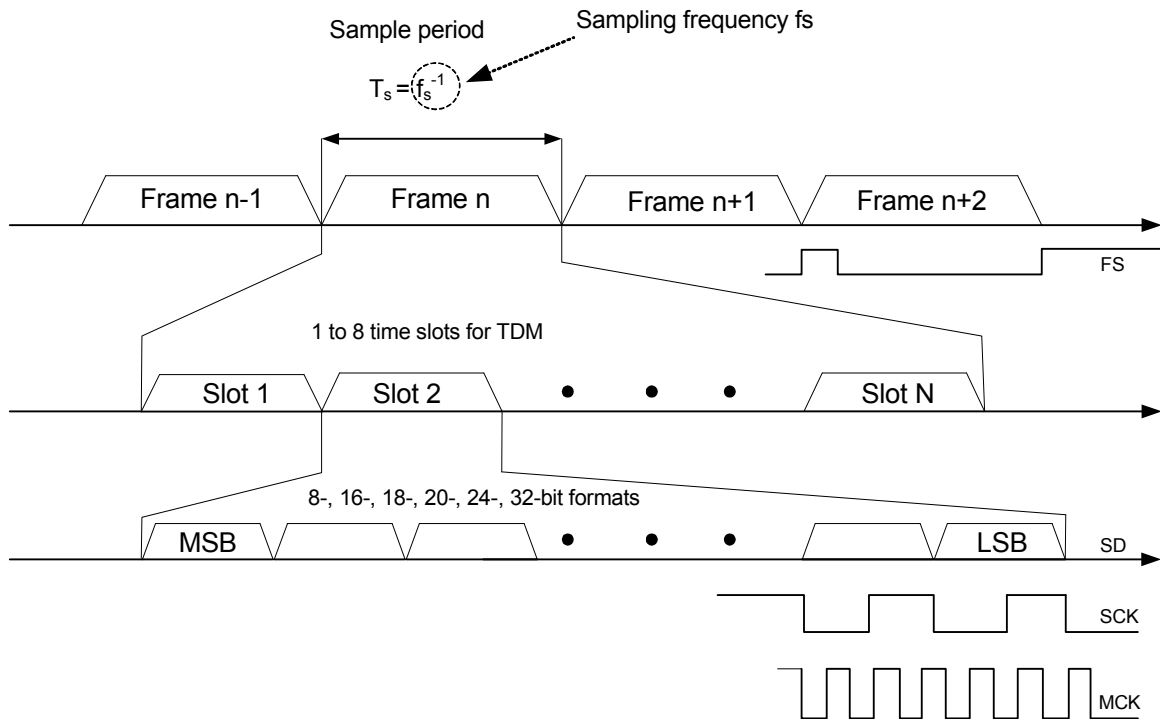 Sampling frequency fs
Sample period
Ts = fs-1
Frame n-1
Frame n
Frame n+1
Frame n+2
FS
1 to 8 time slots for TDM
Slot 1
Slot 2
Slot N
8-, 16-, 18-, 20-, 24-, 32-bit formats
MSB
LSB
SD
SCK
MCK